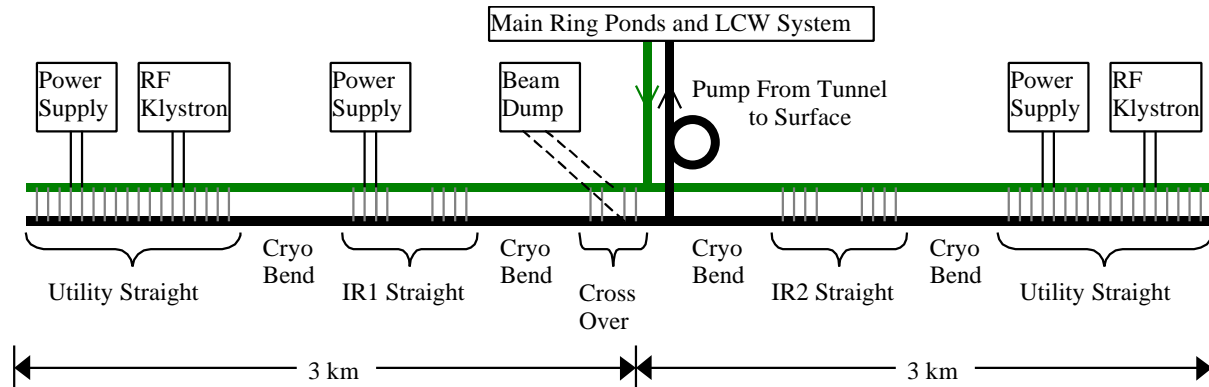 Main Ring Ponds and LCW System
Power
Supply
RF
Klystron
Power
Supply
Beam
Dump
Pump From Tunnel
to Surface
Power
Supply
RF
Klystron
Utility Straight
Cryo
Bend
IR1 Straight
Cryo
Bend
Cross
Over
Cryo
Bend
IR2 Straight
Cryo
Bend
Utility Straight
3 km
3 km